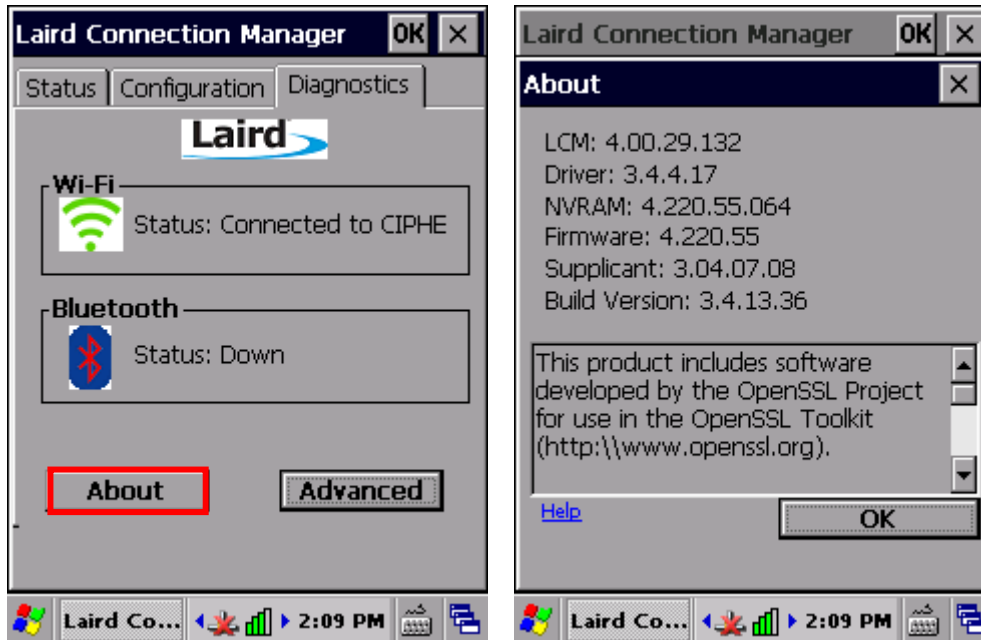 Laird Connection Manager OK
Status Configuration Diagnostics
Laird
Wi-Fi
Status: Connected to CIPHE
Bluetooth
Status: Down
About Advanced
Laird Co... 2:09 PM
Laird Connection Manager OK
About
LCM: 4.00.29.132
Driver: 3.4.4.17
NVRAM: 4.220.55.064
Firmware: 4.220.55
Supplicant: 3.04.07.08
Build Version: 3.4.13.36
This product includes software
developed by the OpenSSL Project
for use in the OpenSSL Toolkit
(http:\\www.openssl.org).
Help OK
Laird Co... 2:09 PM